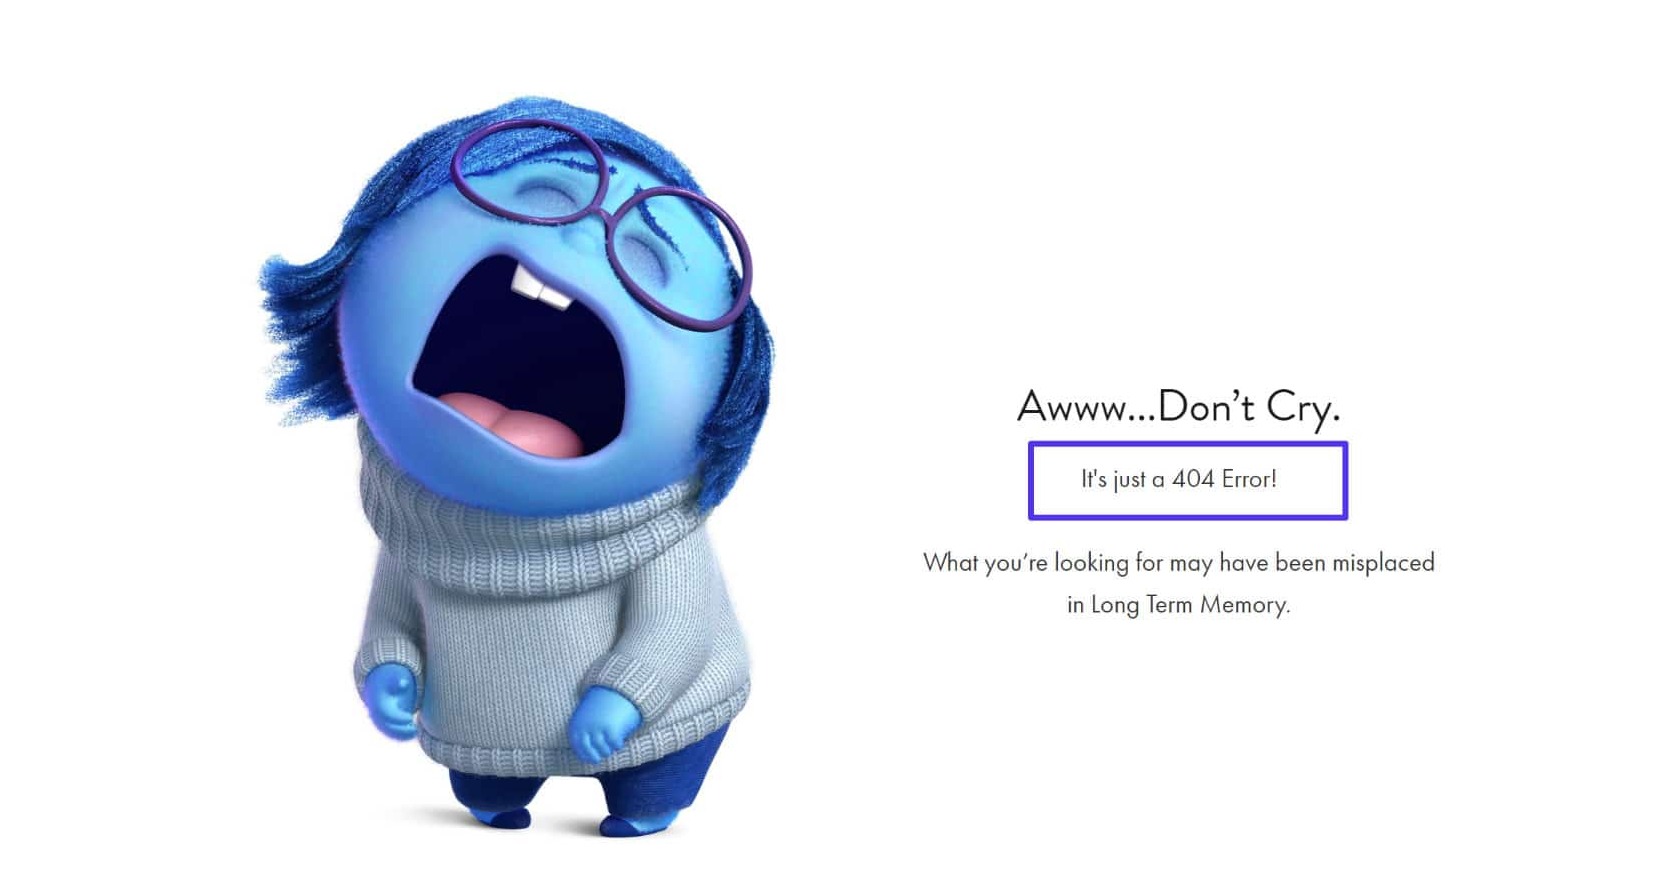 Awww...Don’t Cry.
It's just a 404 Error!
What you’re looking for may have been misplaced
in Long Term Memory.